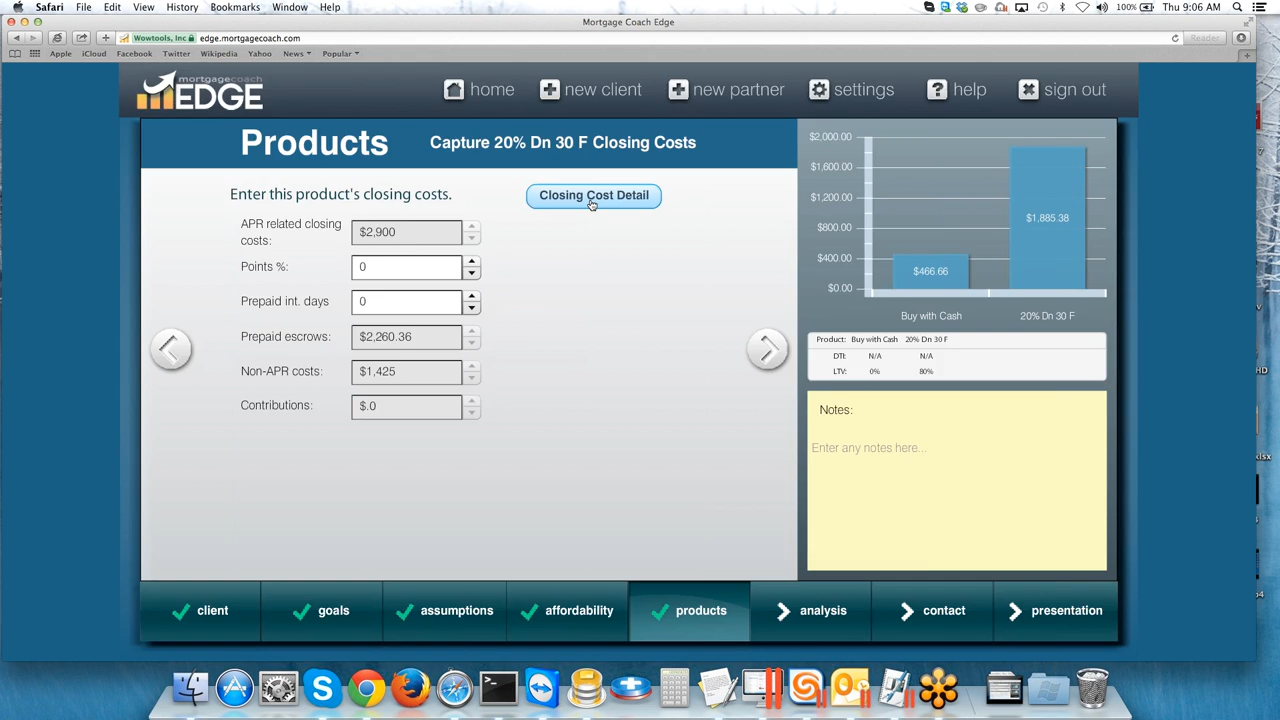 Safari File Edit View History Bookmarks Window Help
100% Thu 9:06 AM
Mortgage Coach Edge
Wowtools, Inc edge.mortgagecoach.com
Reader
Apple iCloud Facebook Twitter Wikipedia Yahoo News Popular
mortgagecoach
EDGE
home new client new partner settings help sign out
Products
Capture 20% Dn 30 F Closing Costs
Enter this product's closing costs.
Closing Cost Detail
APR related closing
costs:
$2,900
Points %:
0
Prepaid int. days
0
Prepaid escrows:
$2,260.36
Non-APR costs:
$1,425
Contributions:
$.0
$2,000.00
$1,600.00
$1,200.00
$800.00
$400.00
$0.00
$466.66
$1,885.38
Buy with Cash
20% Dn 30 F
Product: Buy with Cash 20% Dn 30 F
DTI: N/A N/A
LTV: 0% 80%
Notes:
Enter any notes here...
client goals assumptions affordability products analysis contact presentation